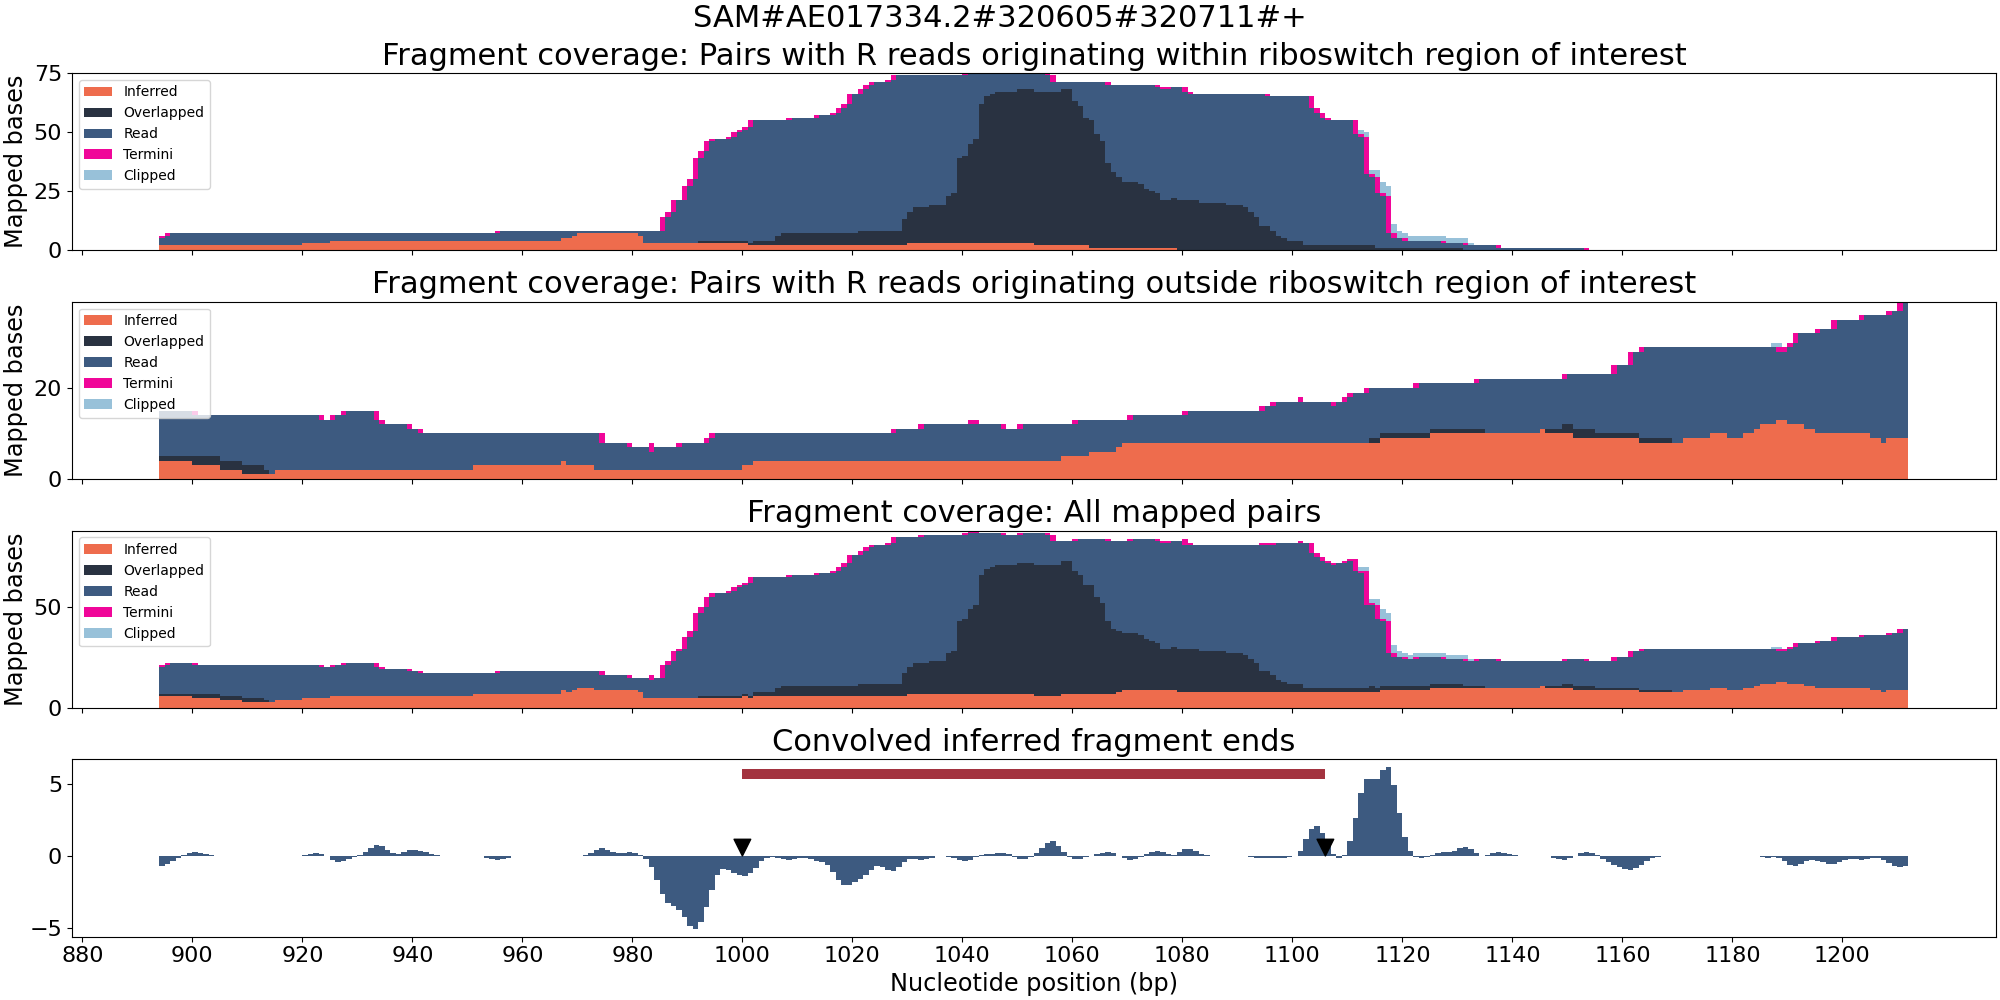 SAM#AE017334.2#320605#320711#+
Fragment coverage: Pairs with R reads originating within riboswitch region of interest
Mapped bases
75
50
25
0
Inferred
Overlapped
Read
Termini
Clipped
Fragment coverage: Pairs with R reads originating outside riboswitch region of interest
Mapped bases
20
0
Inferred
Overlapped
Read
Termini
Clipped
Fragment coverage: All mapped pairs
Mapped bases
50
0
Inferred
Overlapped
Read
Termini
Clipped
Convolved inferred fragment ends
5
0
−5
880 900 920 940 960 980 1000 1020 1040 1060 1080 1100 1120 1140 1160 1180 1200
Nucleotide position (bp)